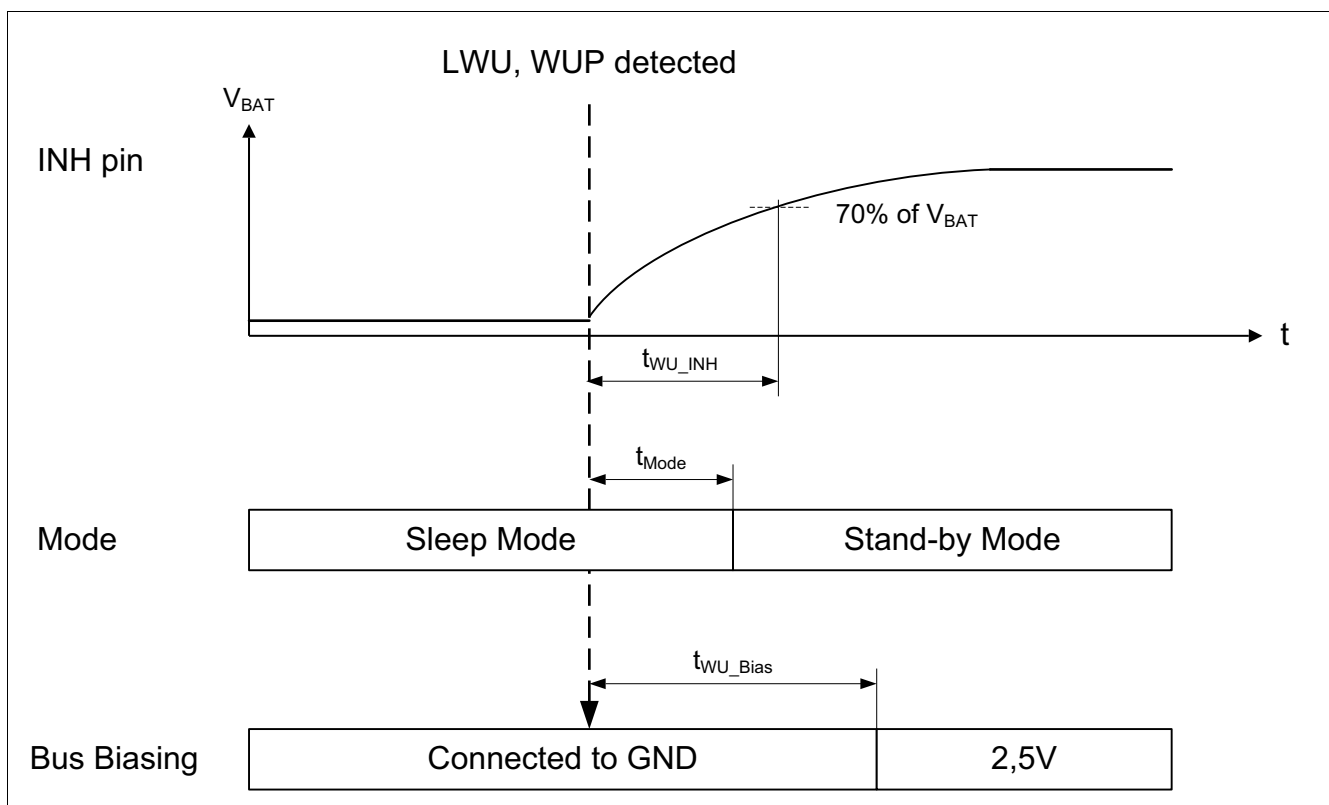 LWU, WUP detected
VBAT
INH pin
70% of VBAT
t
tWU_INH
tMode
Mode
Sleep Mode
Stand-by Mode
tWU_Bias
Bus Biasing
Connected to GND
2,5V